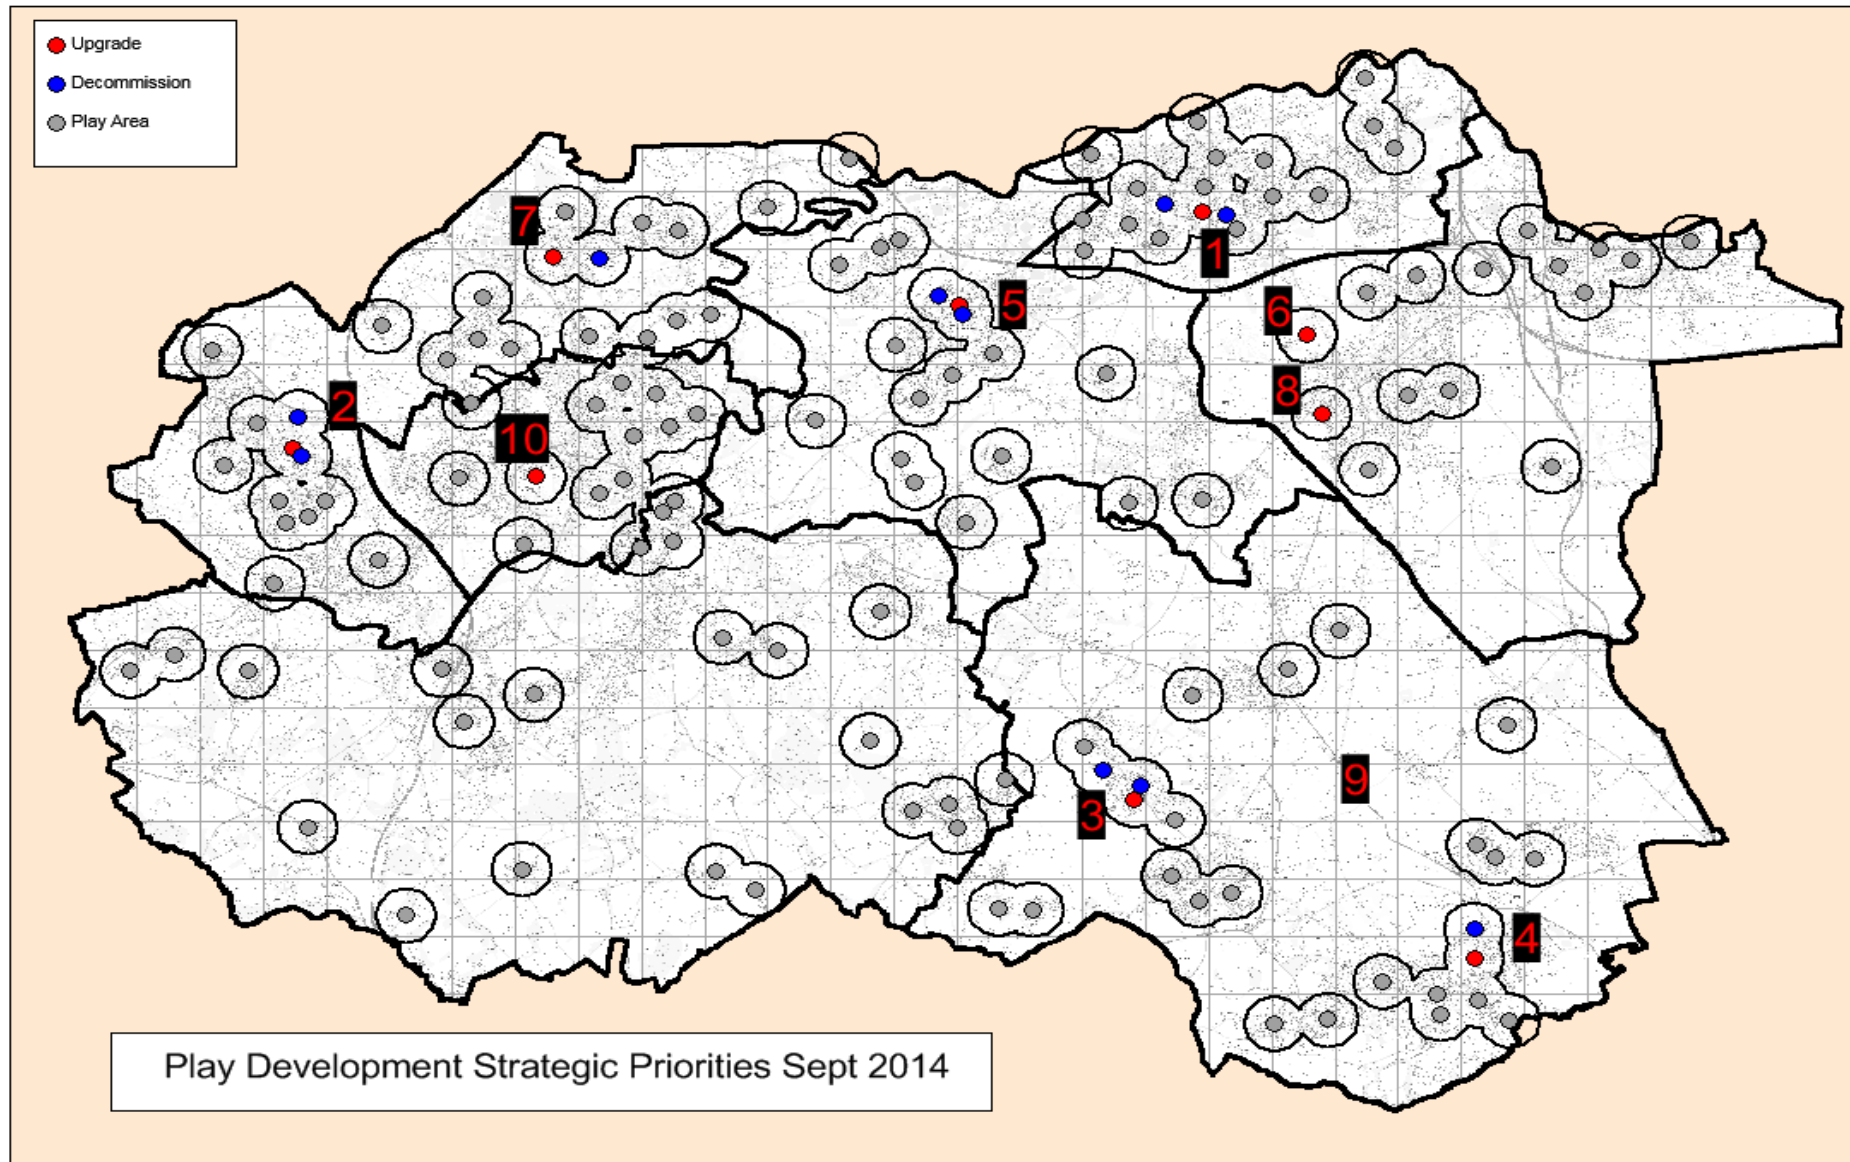 Upgrade
Decommission
Play Area
7
1
5
6
8
2
10
9
3
4
Play Development Strategic Priorities Sept 2014